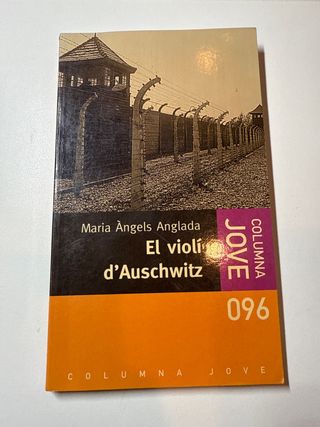 Maria Àngels Anglada
El violí
d'Auschwitz
COLUMNA
JOVE
096
COLUMNA JOVE